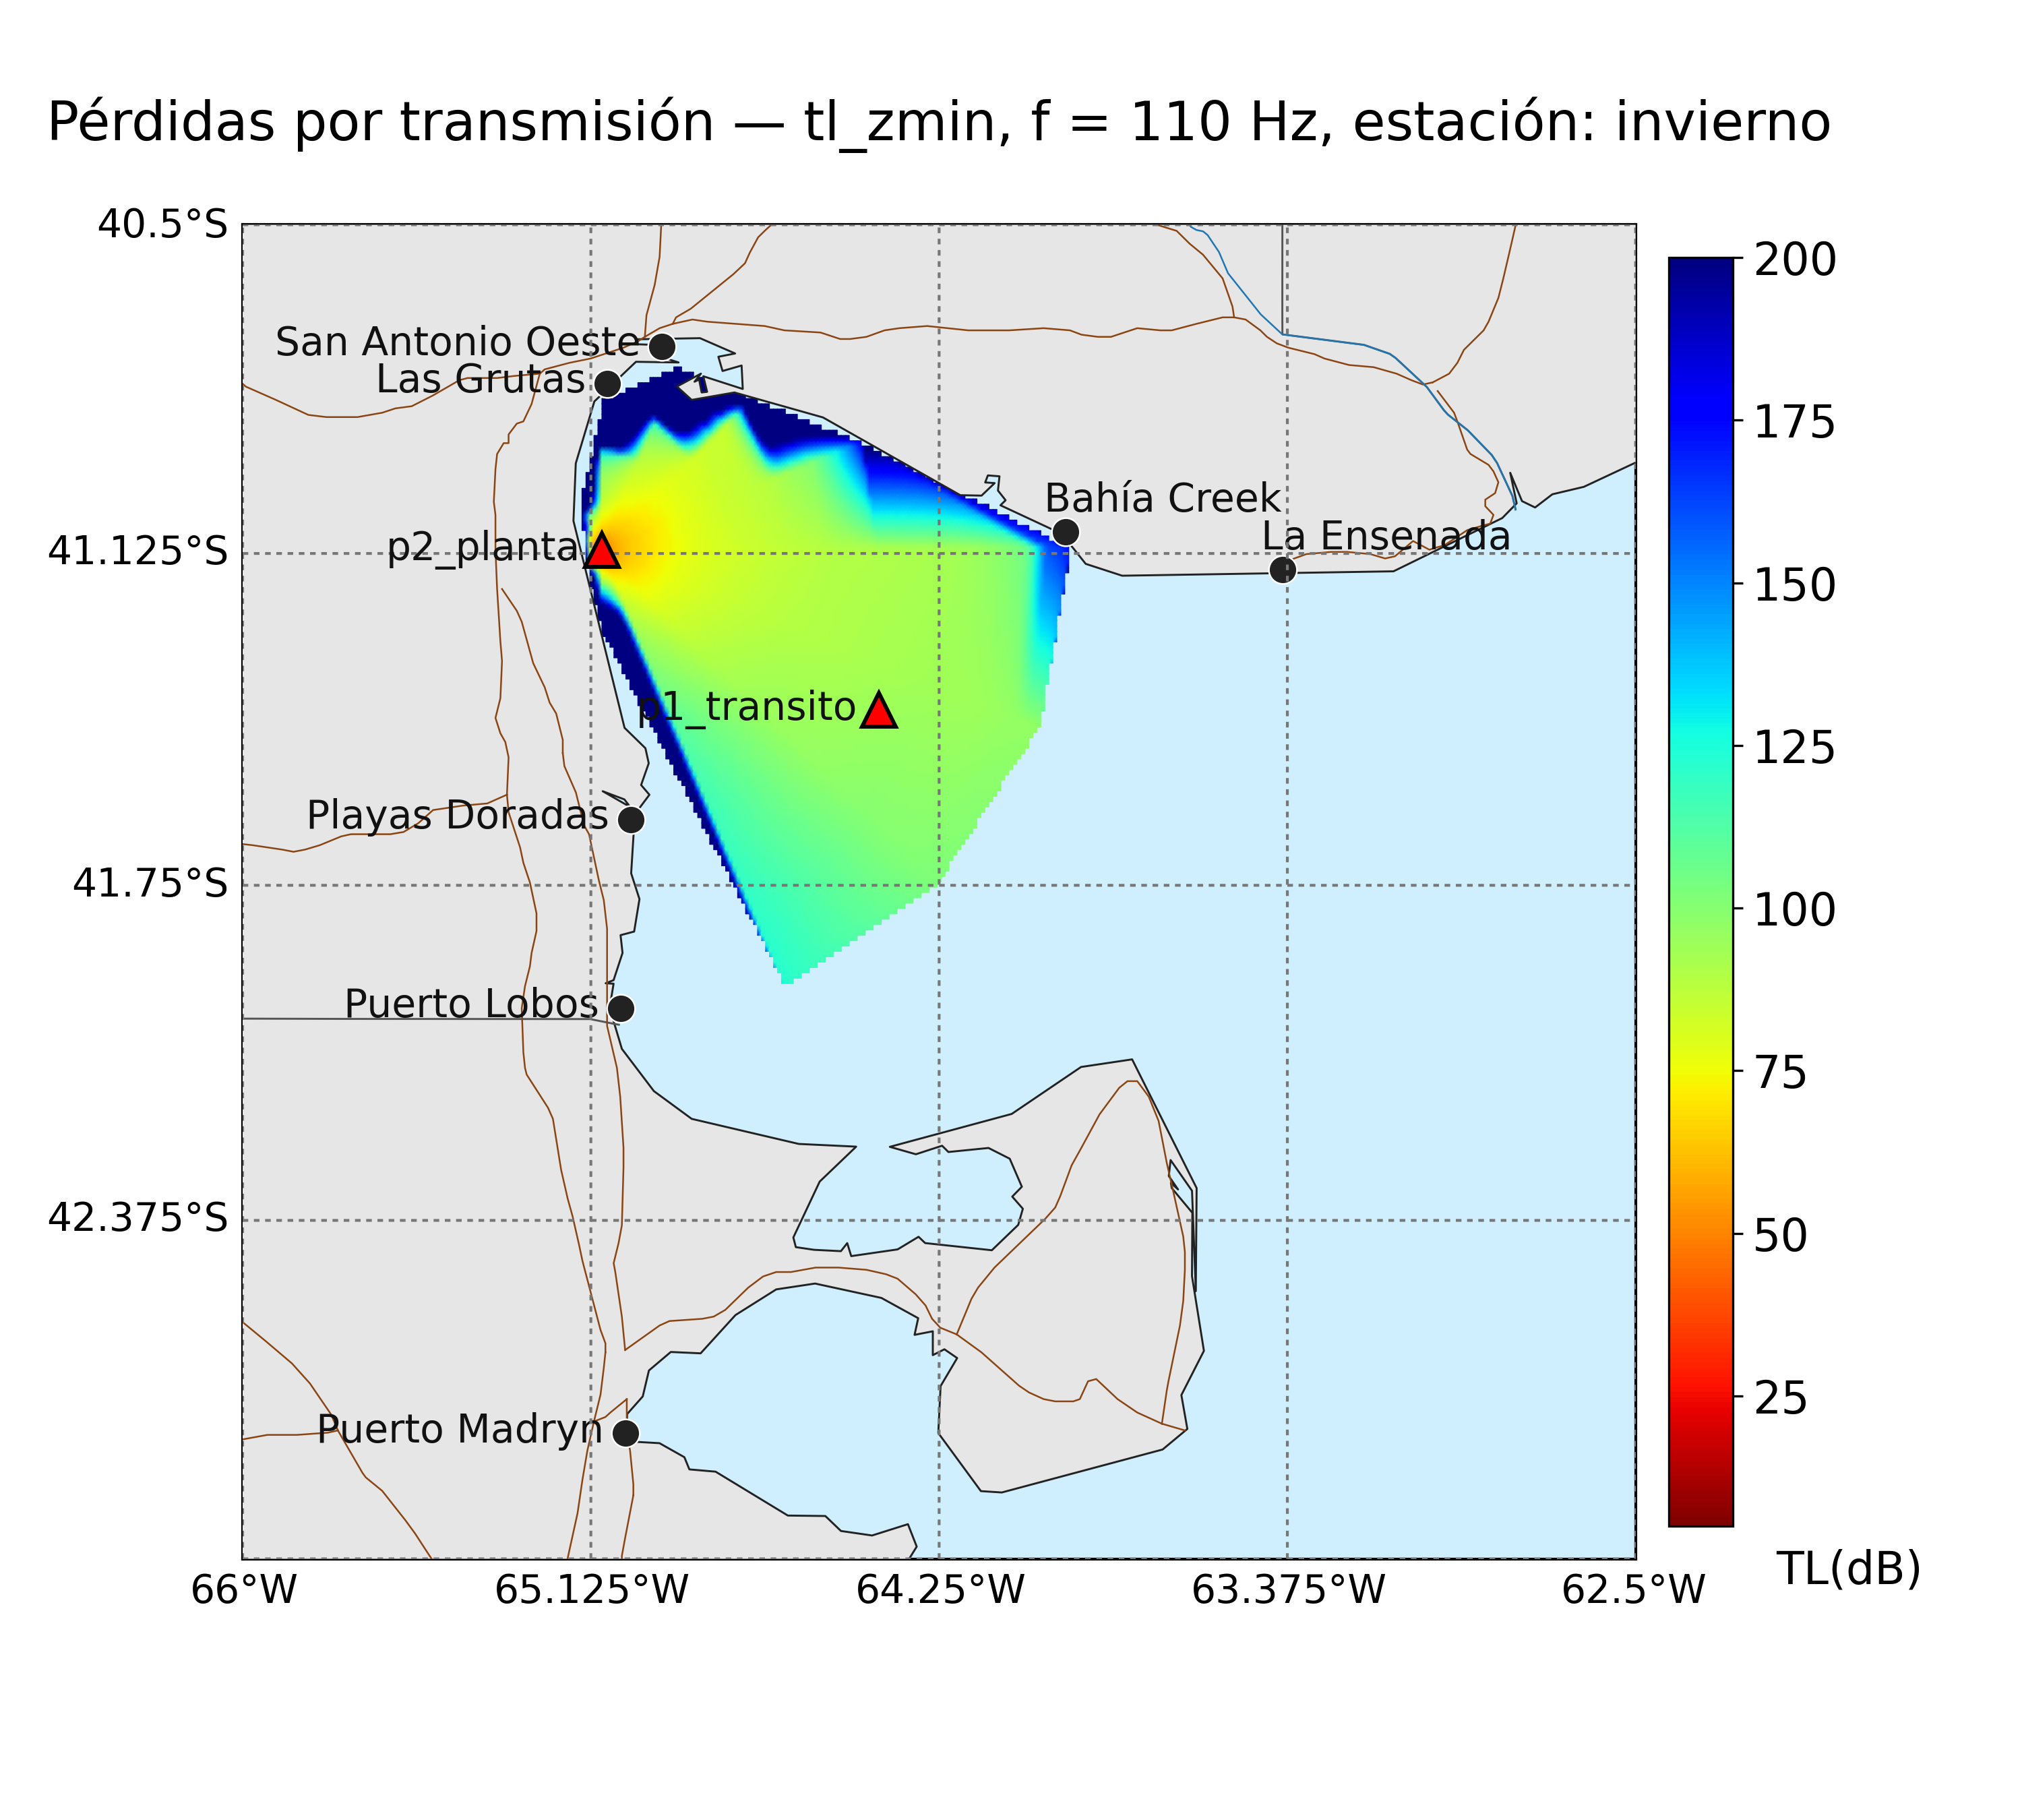 Pérdidas por transmisión — tl_zmin, f = 110 Hz, estación: invierno
40.5°S
200
San Antonio Oeste
Las Grutas
175
Bahía Creek
La Ensenada
p2_planta
41.125°S
150
p1_transito
125
Playas Doradas
41.75°S
100
Puerto Lobos
75
42.375°S
50
25
Puerto Madryn
TL(dB)
66°W
65.125°W
64.25°W
63.375°W
62.5°W